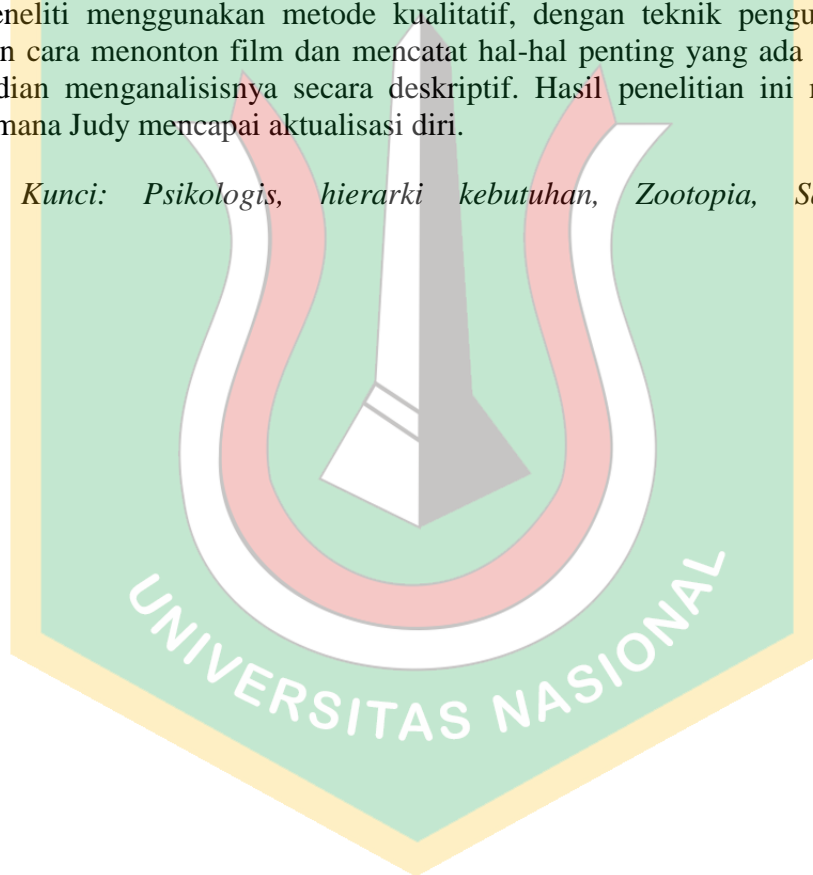 eneliti menggunakan metode kualitatif, dengan teknik pengu
n cara menonton film dan mencatat hal-hal penting yang ada
dian menganalisisnya secara deskriptif. Hasil penelitian ini
mana Judy mencapai aktualisasi diri.
Kunci: Psikologis, hierarki kebutuhan, Zootopia,
UNIVERSITAS NASIONAL